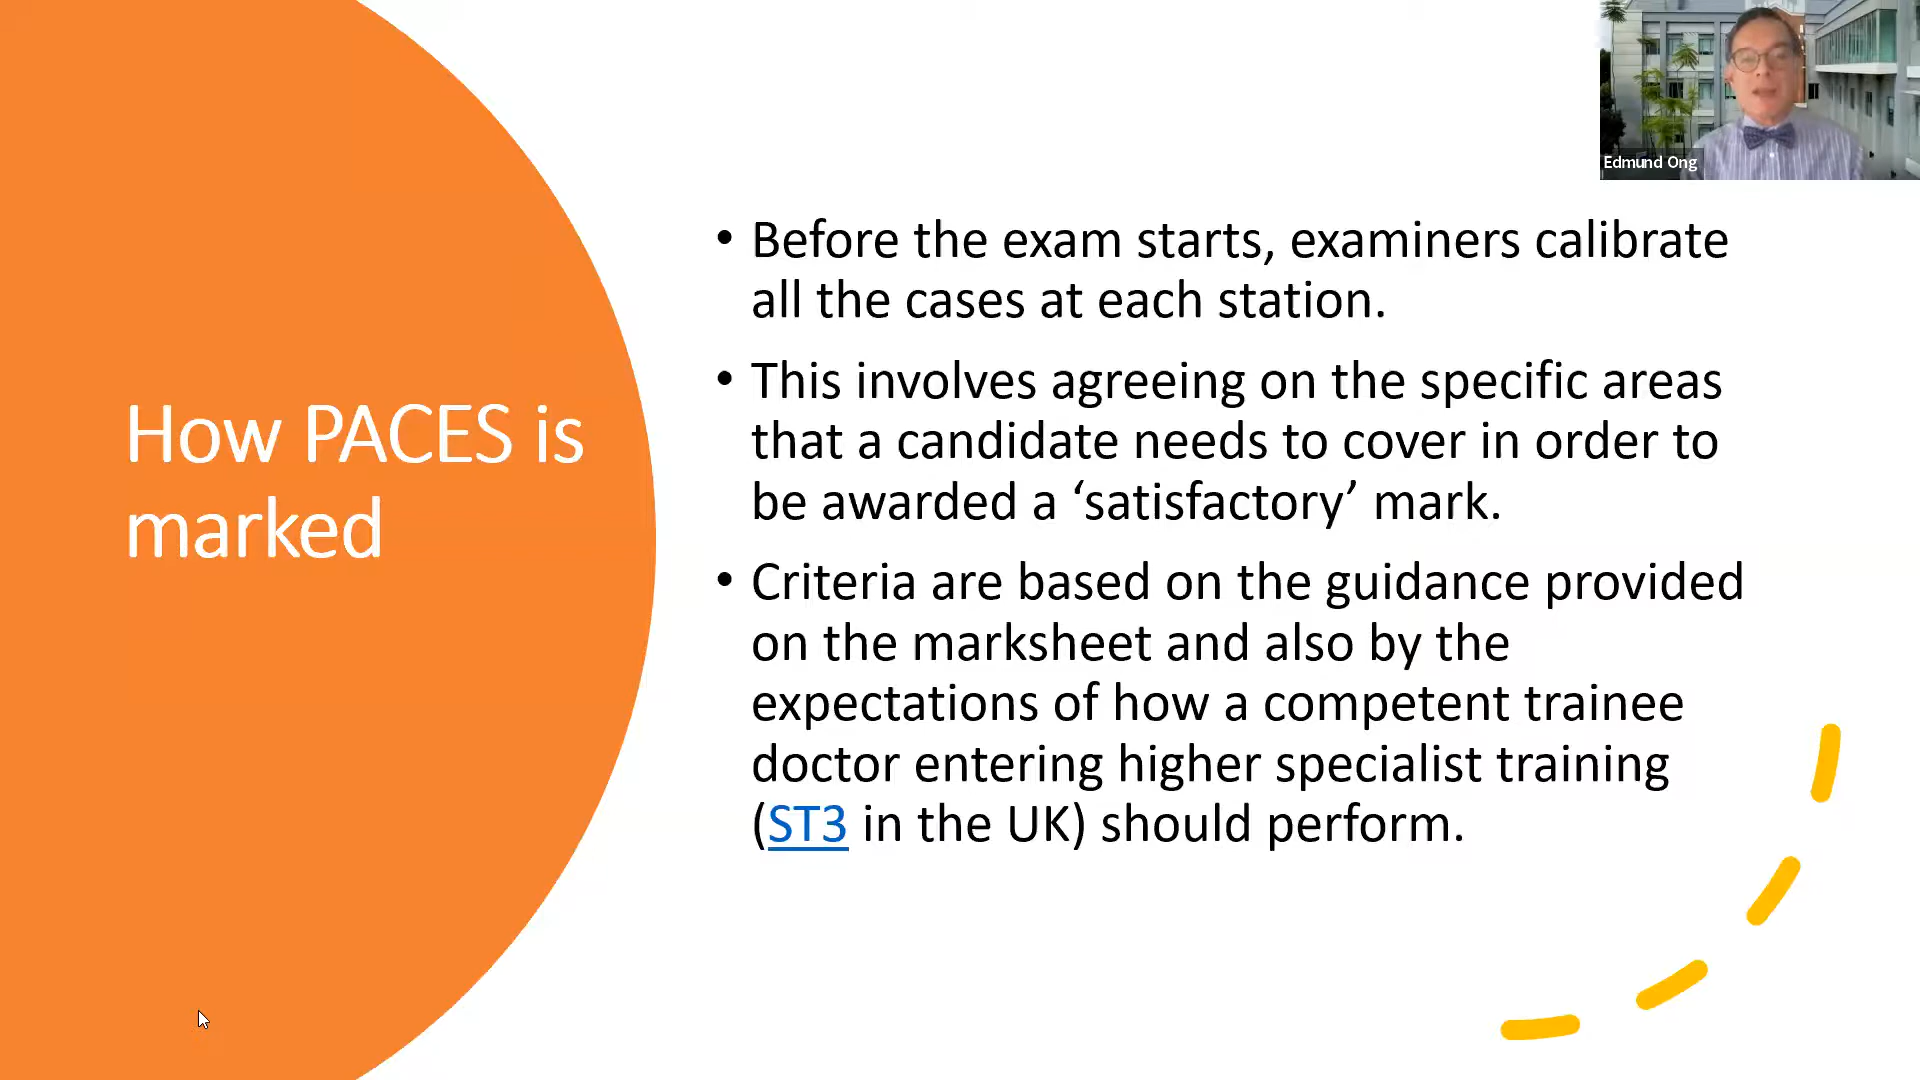 Edmund Ong
How PACES is
marked
• Before the exam starts, examiners calibrate
all the cases at each station.
• This involves agreeing on the specific areas
that a candidate needs to cover in order to
be awarded a ‘satisfactory’ mark.
• Criteria are based on the guidance provided
on the marksheet and also by the
expectations of how a competent trainee
doctor entering higher specialist training
(ST3 in the UK) should perform.